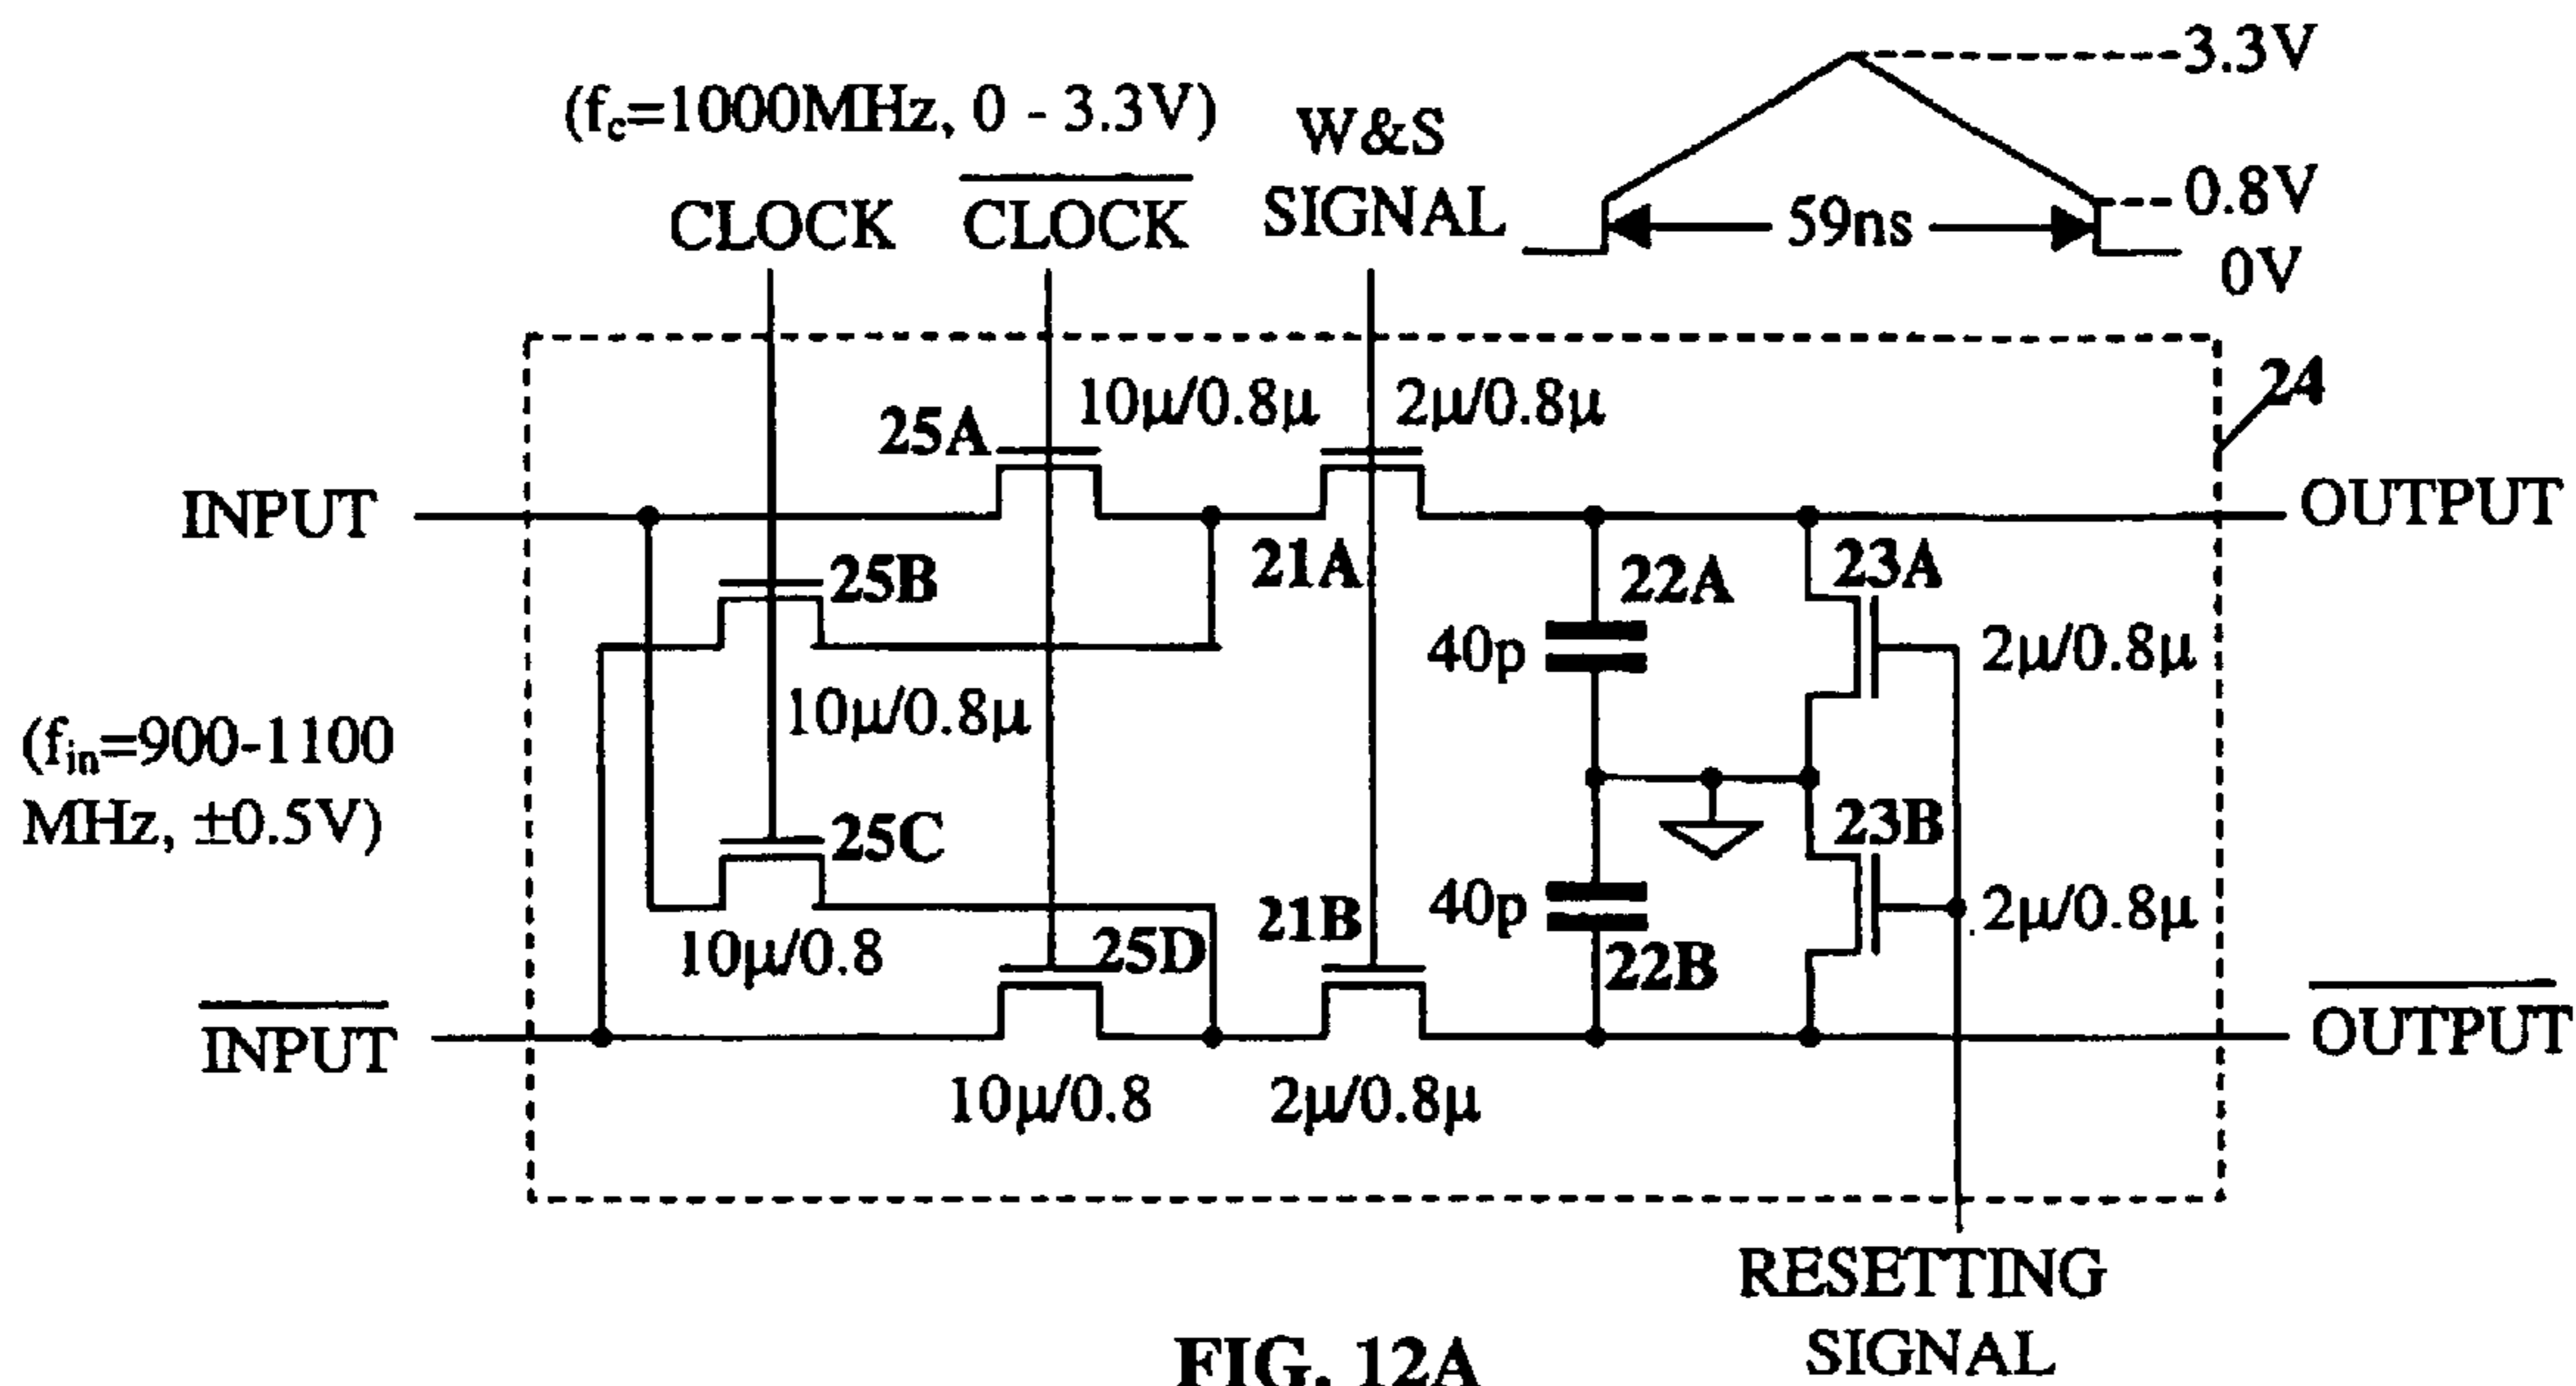 (fc=1000MHz, 0 - 3.3V)
CLOCK
CLOCK
W&S
SIGNAL
3.3V
0.8V
59ns
0V
24
25A
10μ/0.8μ
2μ/0.8μ
INPUT
OUTPUT
25B
21A
22A
23A
40p
2μ/0.8μ
10μ/0.8μ
(fin=900-1100
MHz, ±0.5V)
25C
23B
40p
2μ/0.8μ
21B
10μ/0.8
25D
22B
INPUT
OUTPUT
10μ/0.8
2μ/0.8μ
RESETTING
SIGNAL
FIG. 12A